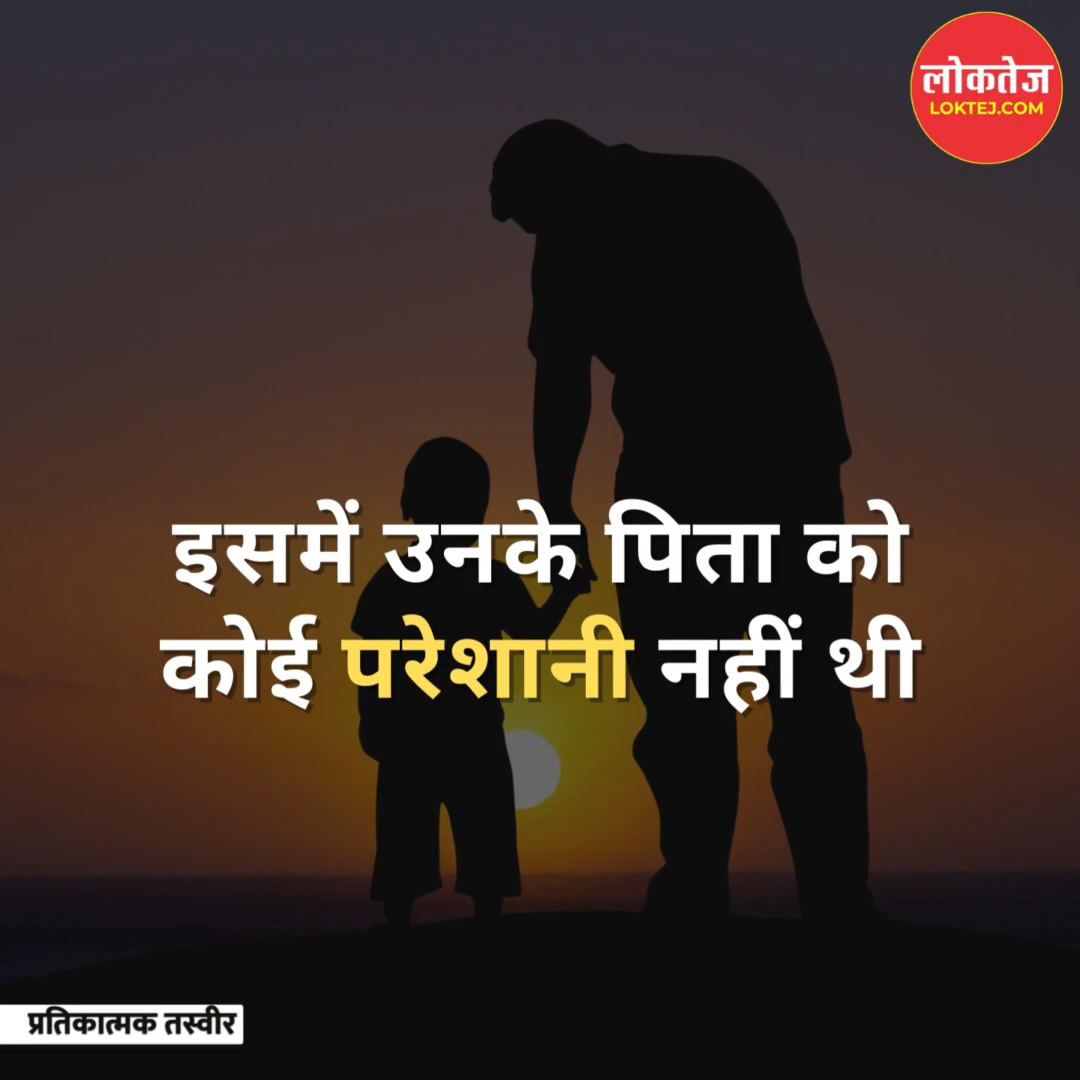 लोकतेज
LOKTEJ.COM
इसमें उनके पिता को
कोई परेशानी नहीं थी
प्रतिकात्मक तस्वीर